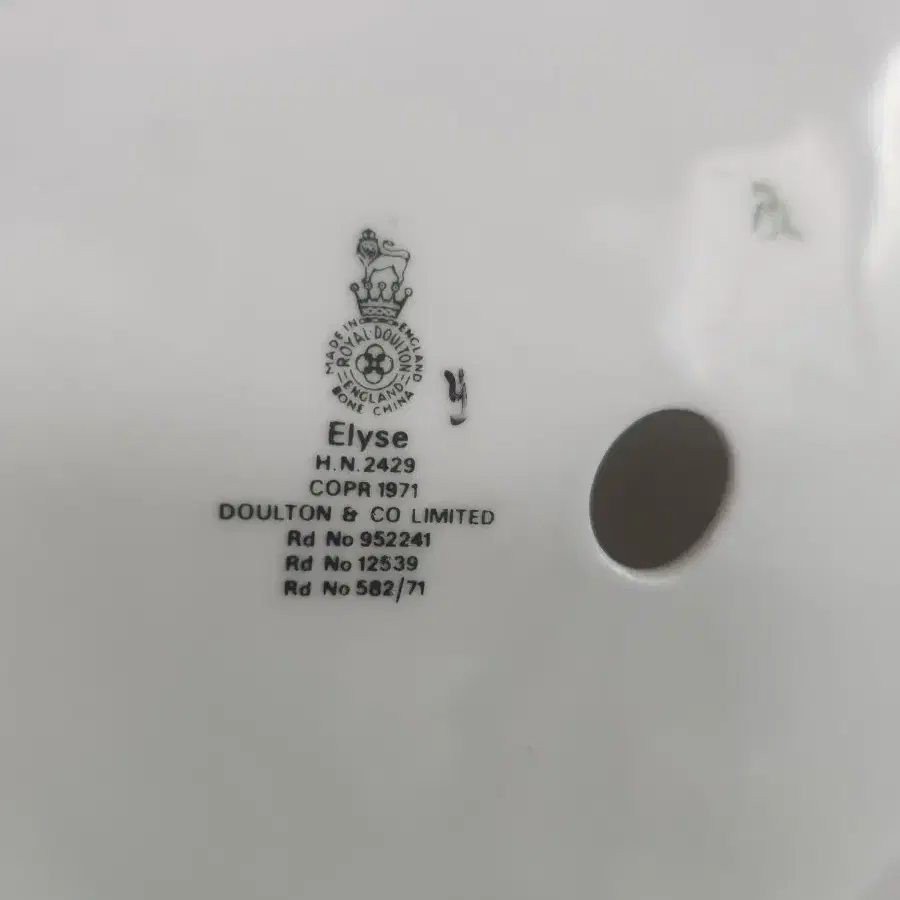 MADE IN ENGLAND
ROYAL DOULTON
ENGLAND
BONE CHINA
y
Elyse
H.N.2429
COPR 1971
DOULTON & CO LIMITED
Rd No 952241
Rd No 12539
Rd No 582/71